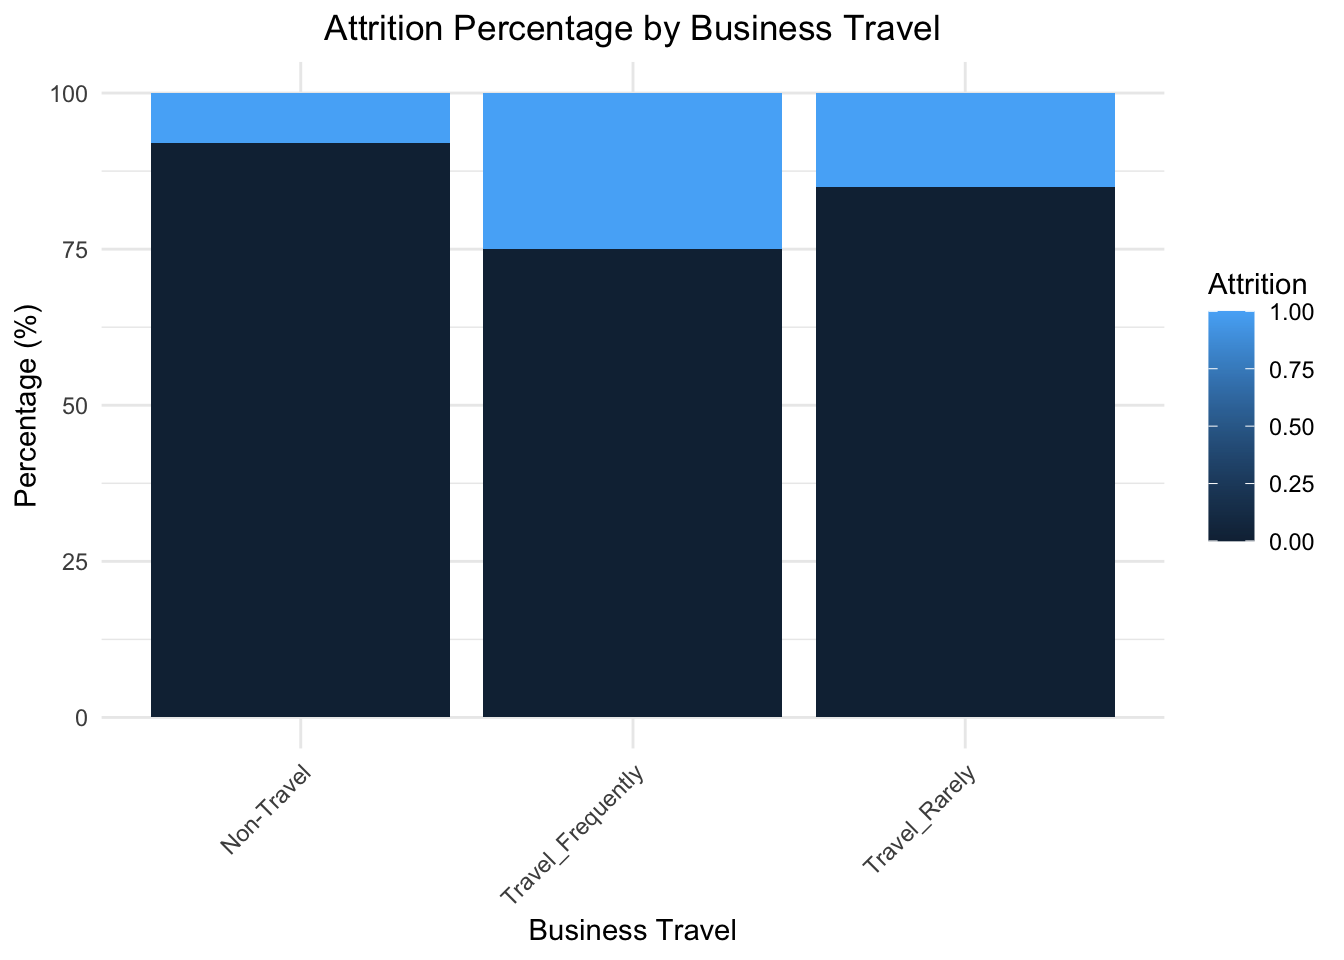 Attrition Percentage by Business Travel
Percentage (%)
100
75
50
25
0
Non-Travel
Travel_Frequently
Travel_Rarely
Business Travel
Attrition
1.00
0.75
0.50
0.25
0.00